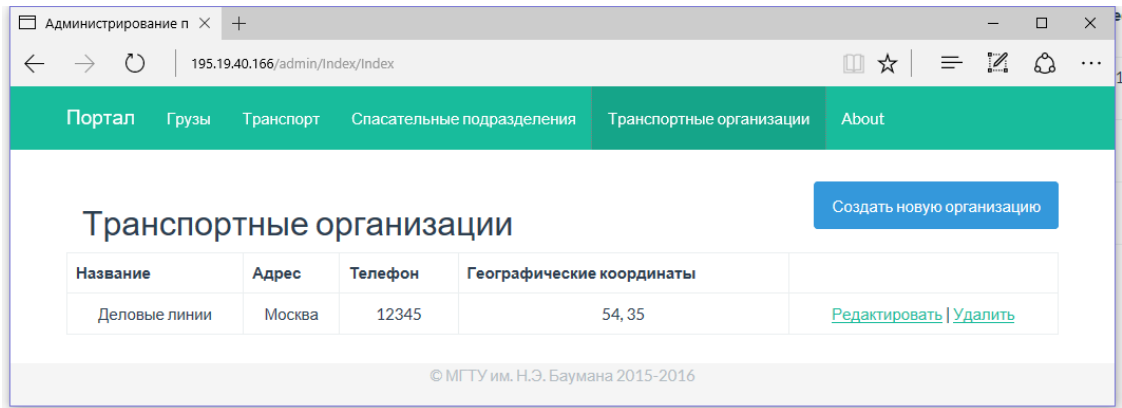 Администрирование п
195.19.40.166/admin/Index/Index
Портал Грузы Транспорт Спасательные подразделения Транспортные организации About
Создать новую организацию
Транспортные организации
Название Адрес Телефон Географические координаты
Деловые линии Москва 12345 54, 35 Редактировать | Удалить
© МГТУ им. Н.Э. Баумана 2015-2016